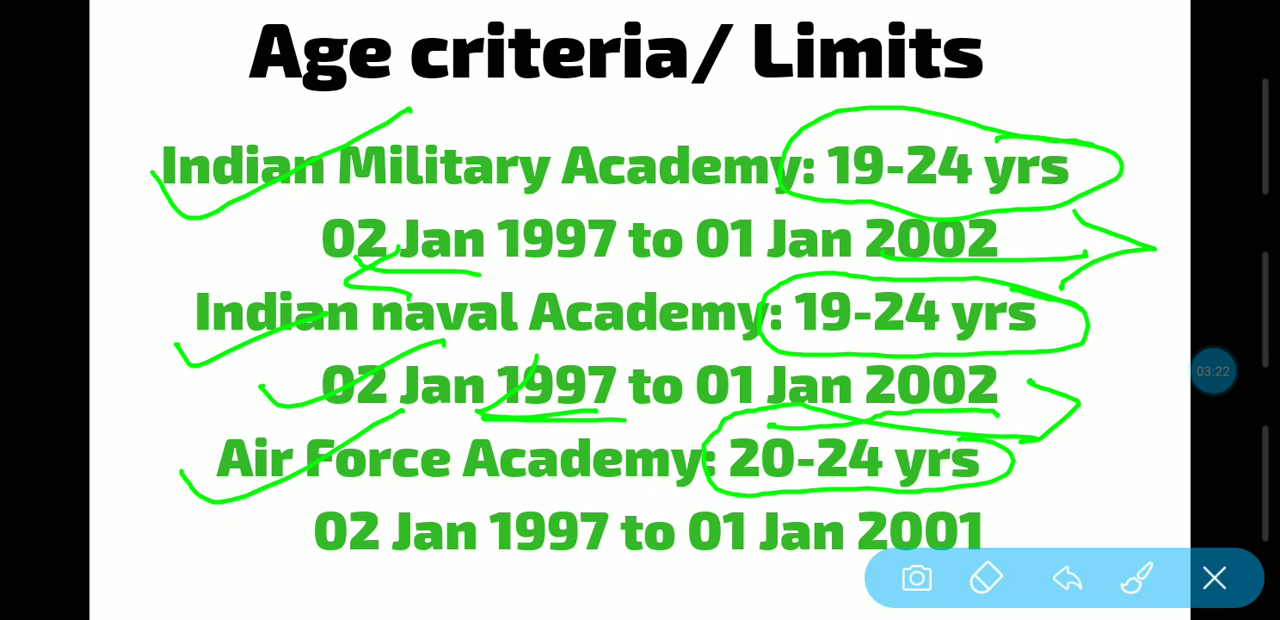 Age criteria/ Limits
Indian Military Academy: 19-24 yrs
02 Jan 1997 to 01 Jan 2002
Indian naval Academy: 19-24 yrs
02 Jan 1997 to 01 Jan 2002
Air Force Academy: 20-24 yrs
02 Jan 1997 to 01 Jan 2001
03:22